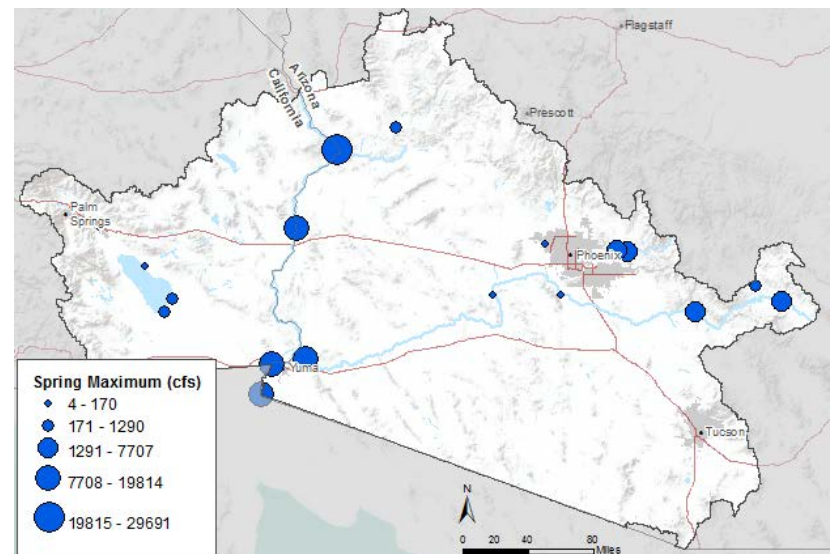 Flagstaff
Arizona
California
Prescott
Palm
Springs
Phoenix
Yuma
Tucson
Spring Maximum (cfs)
4 - 170
171 - 1290
1291 - 7707
7708 - 19814
19815 - 29691
N
0 20 40 80
Miles